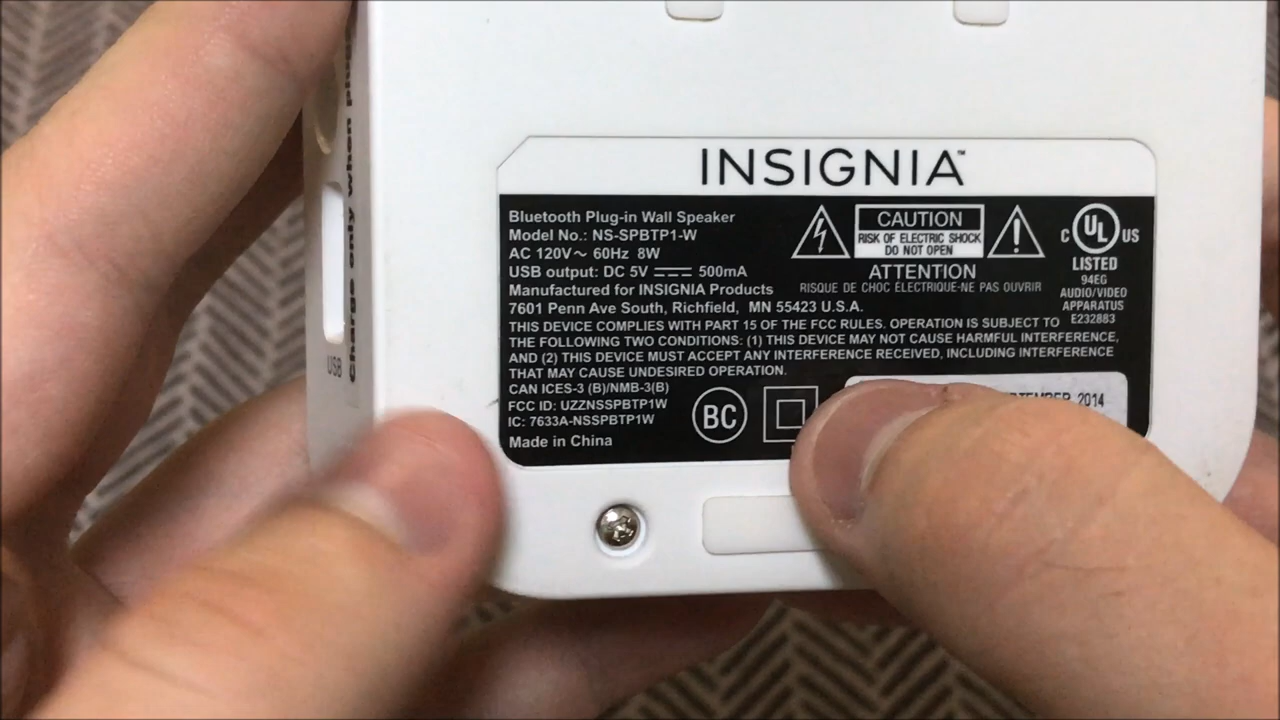 INSIGNIA™
Bluetooth Plug-in Wall Speaker
Model No.: NS-SPBTP1-W
AC 120V～ 60Hz 8W
USB output: DC 5V ⎓ 500mA
Manufactured for INSIGNIA Products
7601 Penn Ave South, Richfield, MN 55423 U.S.A.
THIS DEVICE COMPLIES WITH PART 15 OF THE FCC RULES. OPERATION IS SUBJECT TO
THE FOLLOWING TWO CONDITIONS: (1) THIS DEVICE MAY NOT CAUSE HARMFUL INTERFERENCE,
AND (2) THIS DEVICE MUST ACCEPT ANY INTERFERENCE RECEIVED, INCLUDING INTERFERENCE
THAT MAY CAUSE UNDESIRED OPERATION.
CAN ICES-3 (B)/NMB-3(B)
FCC ID: UZZNSSPBTP1W
IC: 7633A-NSSPBTP1W
Made in China
BC
CAUTION
RISK OF ELECTRIC SHOCK
DO NOT OPEN
ATTENTION
RISQUE DE CHOC ELECTRIQUE-NE PAS OUVRIR
C UL US
LISTED
94EG
AUDIO/VIDEO
APPARATUS
E232883
2014
Charge only when
USB